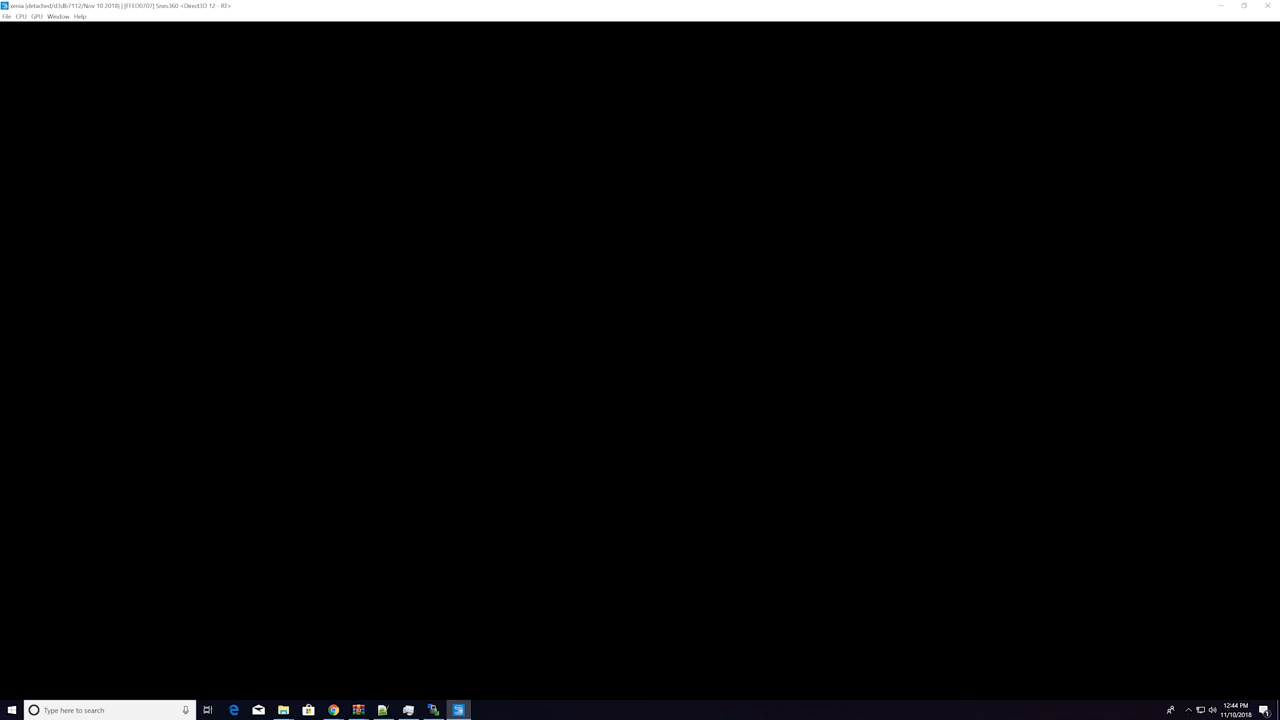 xenia (detached/d3db7112/Nov 10 2018) | [FFED0707] Snes360 <Direct3D 12 - RT>
File CPU GPU Window Help
Type here to search
12:44 PM
11/10/2018